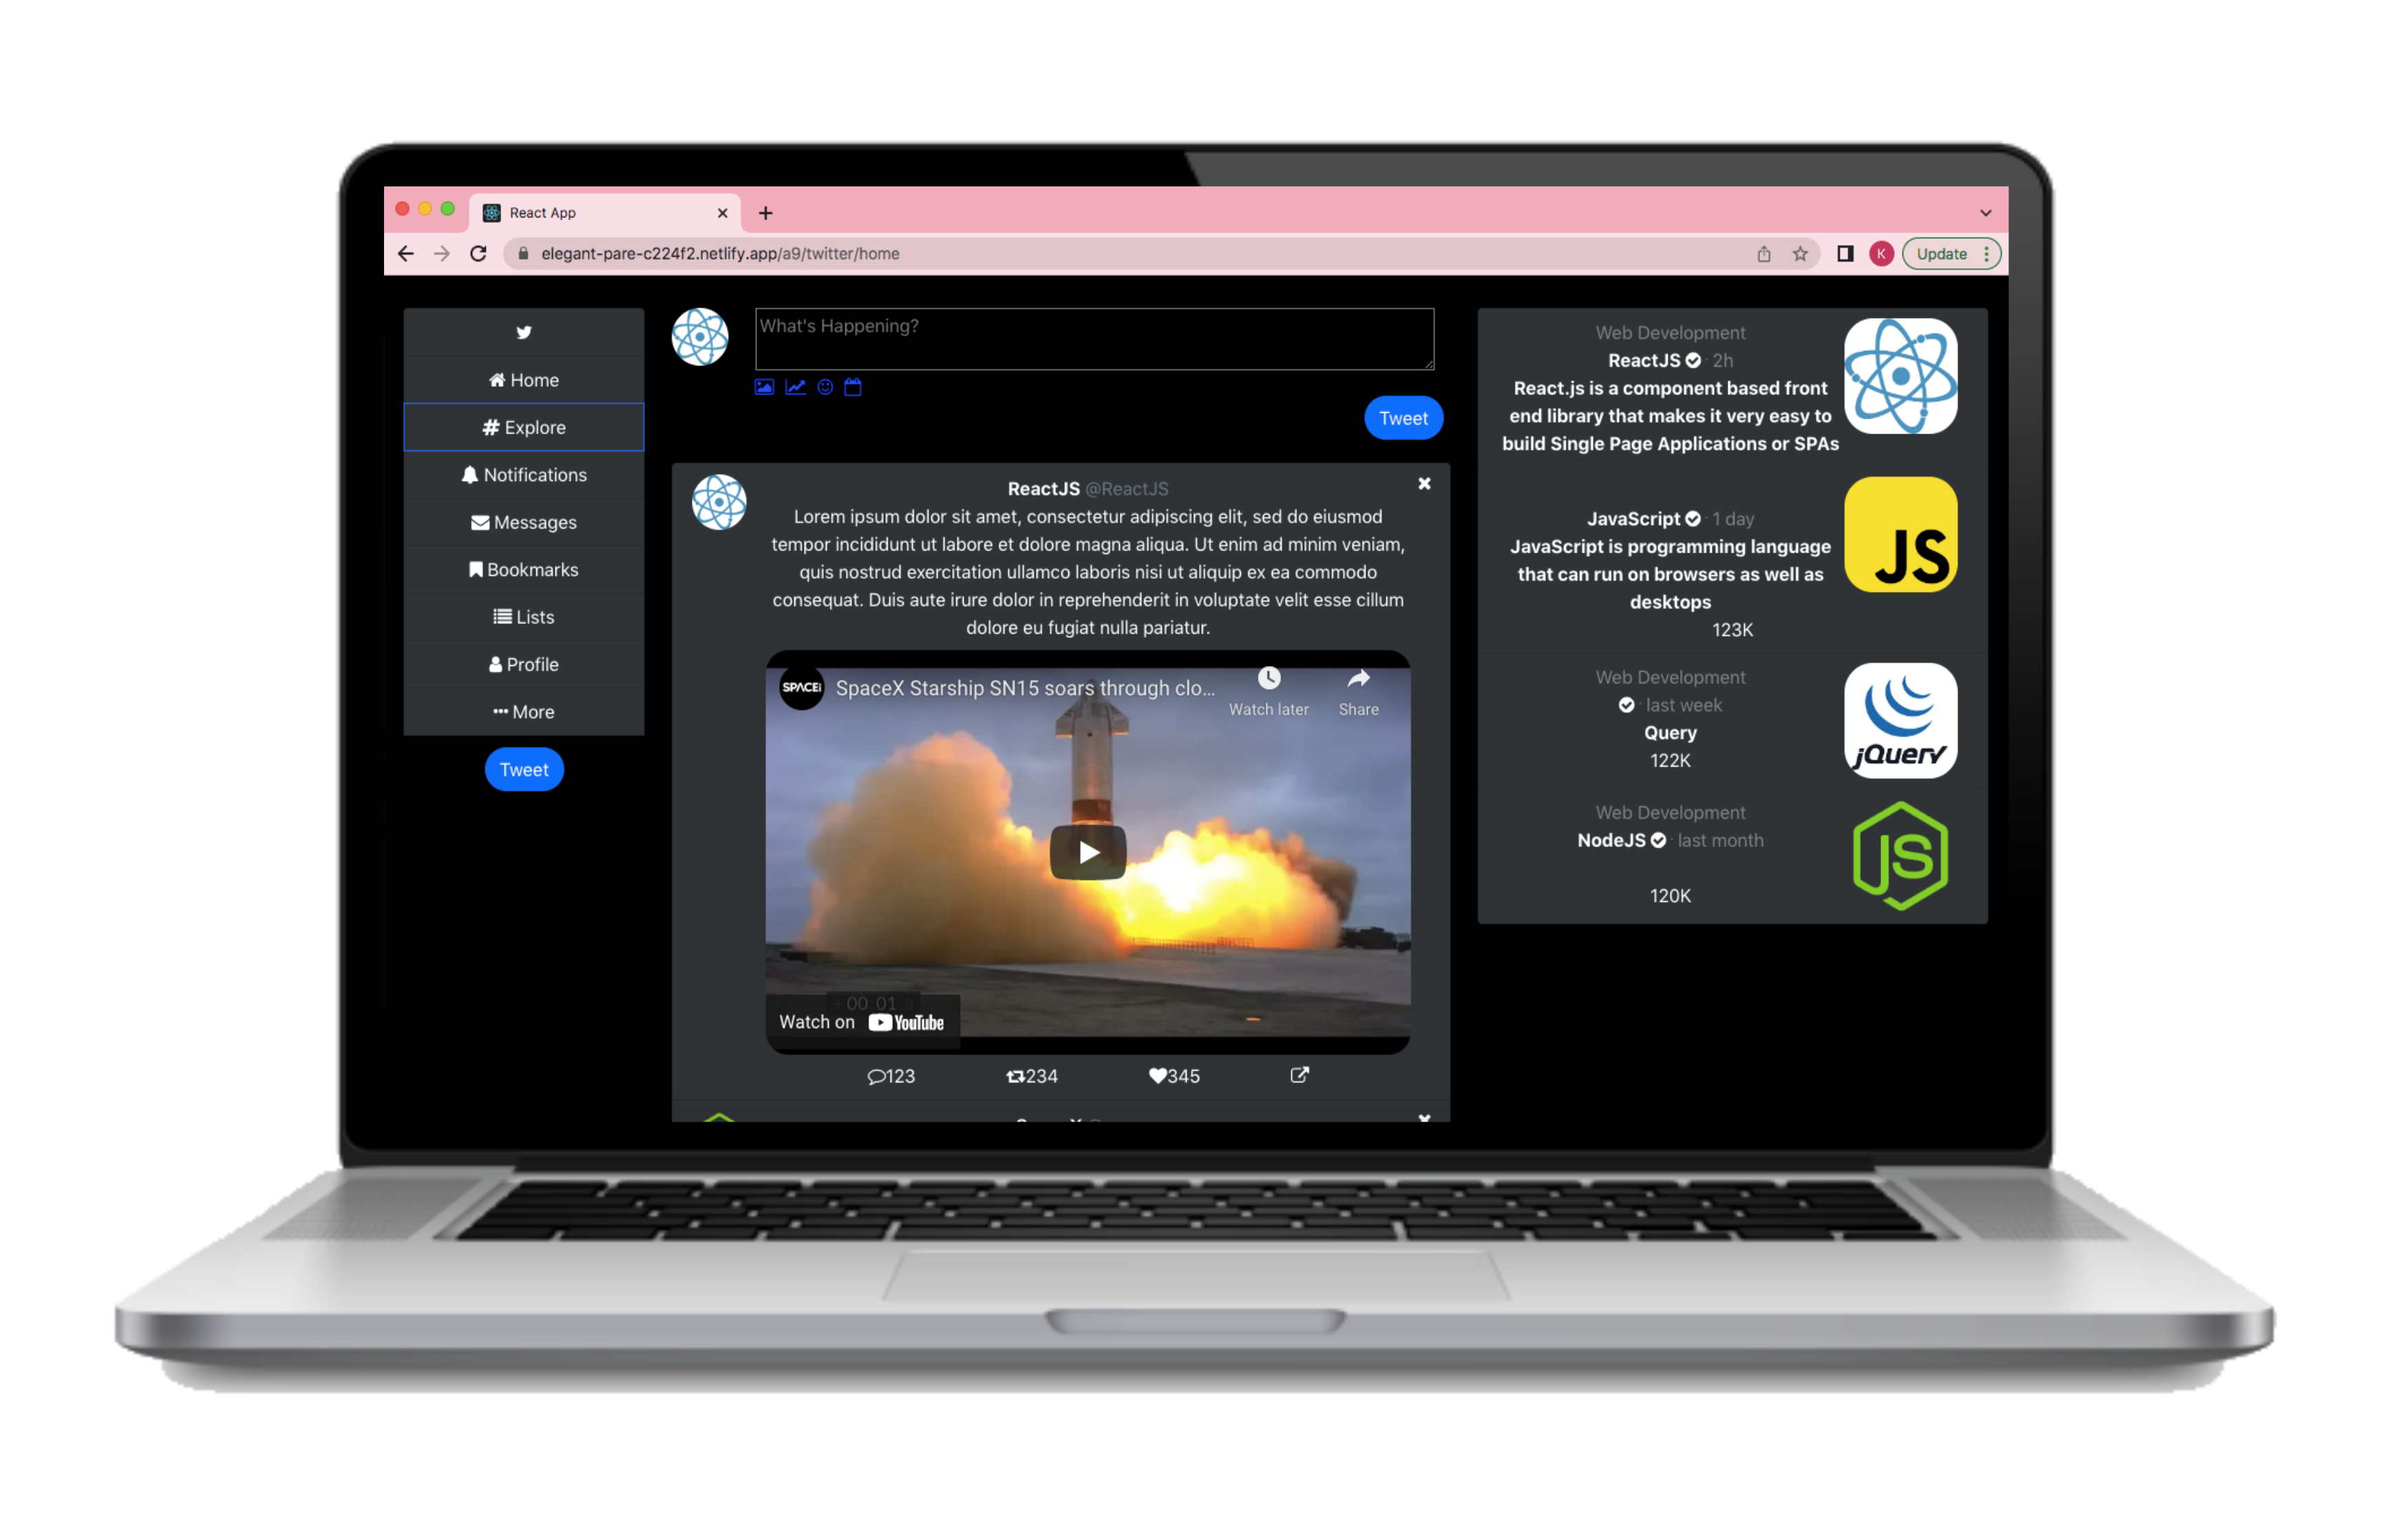 React App
elegant-pare-c224f2.netlify.app/a9/twitter/home
K
Update
Home
Explore
Notifications
Messages
Bookmarks
Lists
Profile
More
Tweet
What's Happening?
Tweet
ReactJS @ReactJS
Lorem ipsum dolor sit amet, consectetur adipiscing elit, sed do eiusmod
tempor incididunt ut labore et dolore magna aliqua. Ut enim ad minim veniam,
quis nostrud exercitation ullamco laboris nisi ut aliquip ex ea commodo
consequat. Duis aute irure dolor in reprehenderit in voluptate velit esse cillum
dolore eu fugiat nulla pariatur.
SpaceX Starship SN15 soars through clo...
Watch later
Share
00 01
Watch on YouTube
123
234
345
Web Development
ReactJS · 2h
React.js is a component based front
end library that makes it very easy to
build Single Page Applications or SPAs
JavaScript · 1 day
JavaScript is programming language
that can run on browsers as well as
desktops
123K
JS
Web Development
· last week
Query
122K
jQuery
Web Development
NodeJS · last month
120K
JS